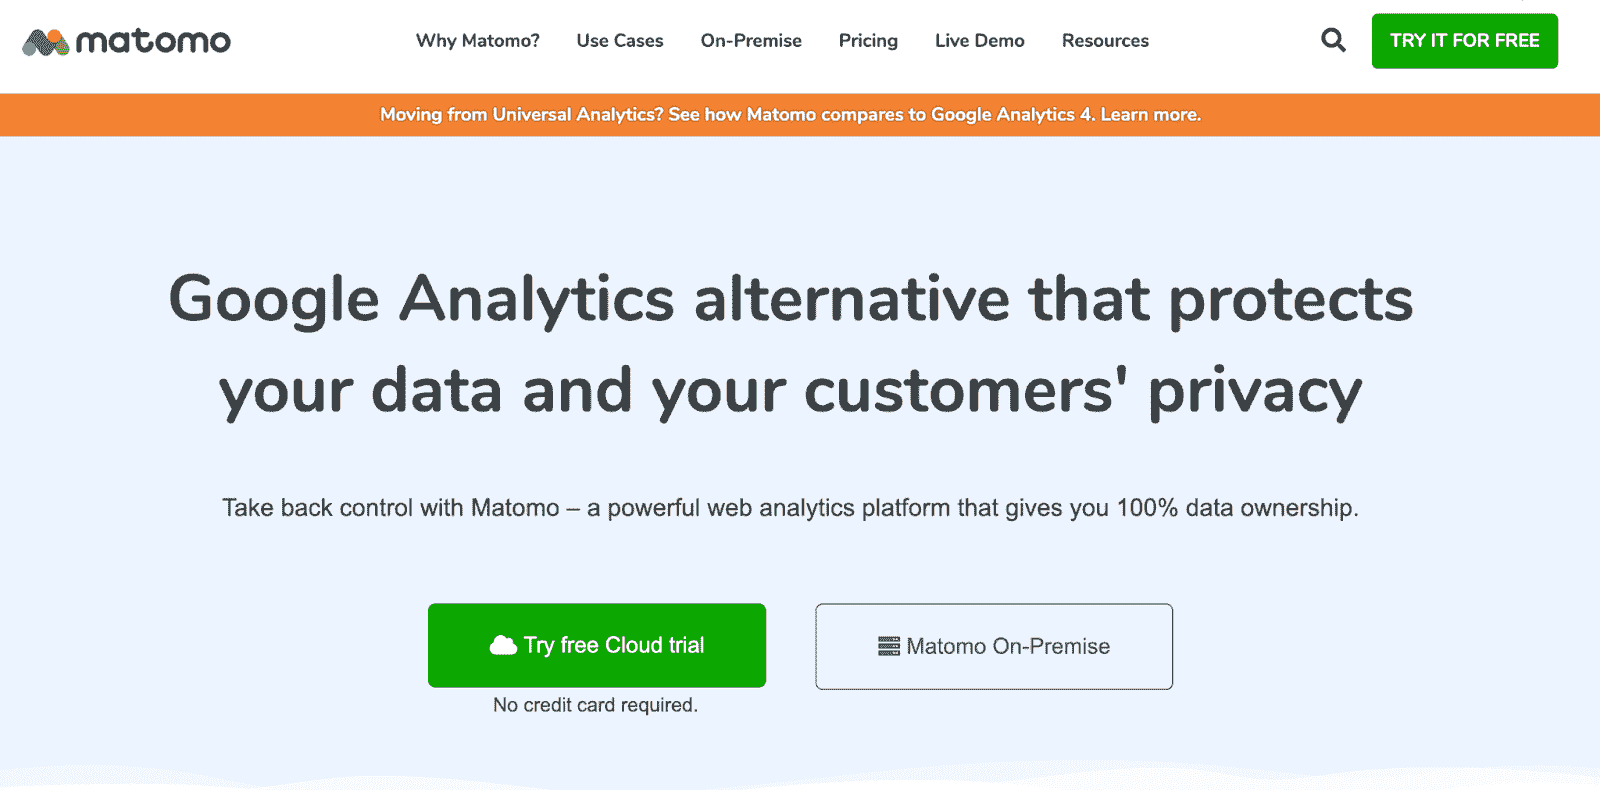 matomo
Why Matomo? Use Cases On-Premise Pricing Live Demo Resources TRY IT FOR FREE
Moving from Universal Analytics? See how Matomo compares to Google Analytics 4. Learn more.
Google Analytics alternative that protects
your data and your customers' privacy
Take back control with Matomo – a powerful web analytics platform that gives you 100% data ownership.
Try free Cloud trial
Matomo On-Premise
No credit card required.